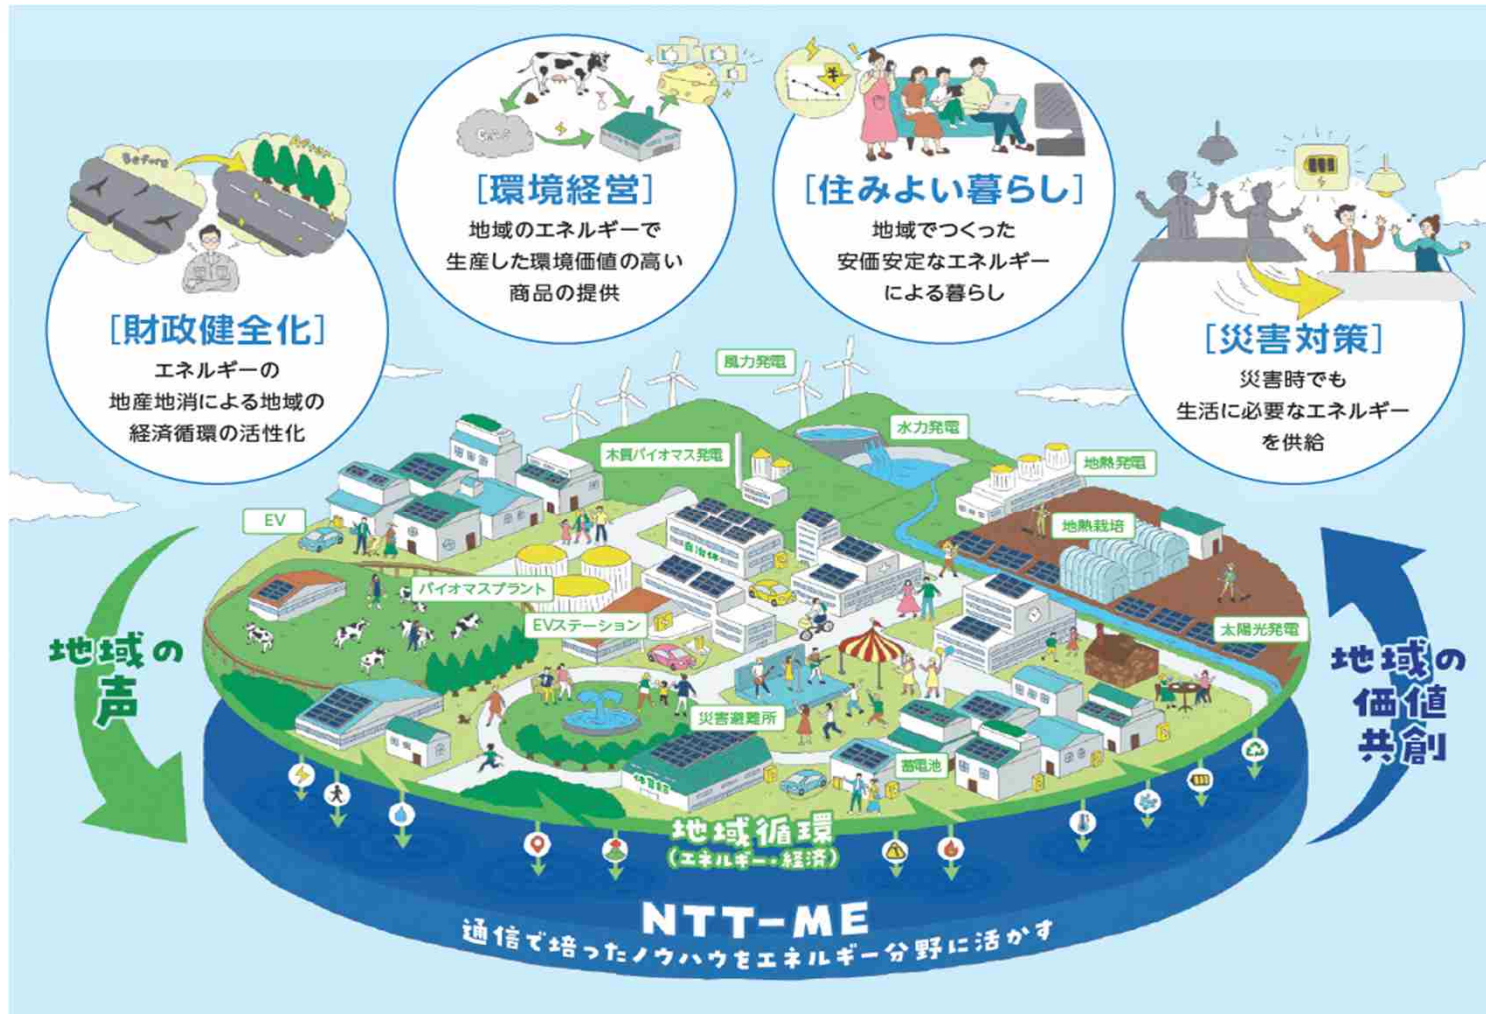 Before
After
[財政健全化]
エネルギーの
地産地消による地域の
経済循環の活性化
[環境経営]
地域のエネルギーで
生産した環境価値の高い
商品の提供
¥
[住みよい暮らし]
地域でつくった
安価安定なエネルギー
による暮らし
[災害対策]
災害時でも
生活に必要なエネルギー
を供給
風力発電
水力発電
木質バイオマス発電
地熱発電
EV
地熱栽培
自治体
バイオマスプラント
EVステーション
太陽光発電
災害避難所
蓄電池
体育館
地域の
声
地域の
価値
共創
地域循環
(エネルギー・経済)
NTT-ME
通信で培ったノウハウをエネルギー分野に活かす